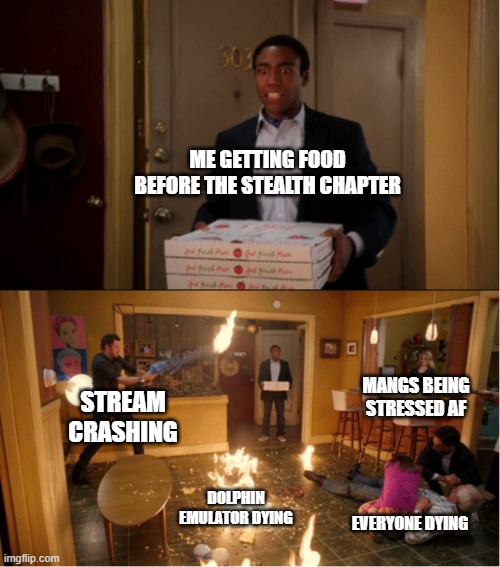 303
ME GETTING FOOD
BEFORE THE STEALTH CHAPTER
STREAM
CRASHING
MANGS BEING
STRESSED AF
DOLPHIN
EMULATOR DYING
EVERYONE DYING
imgflip.com